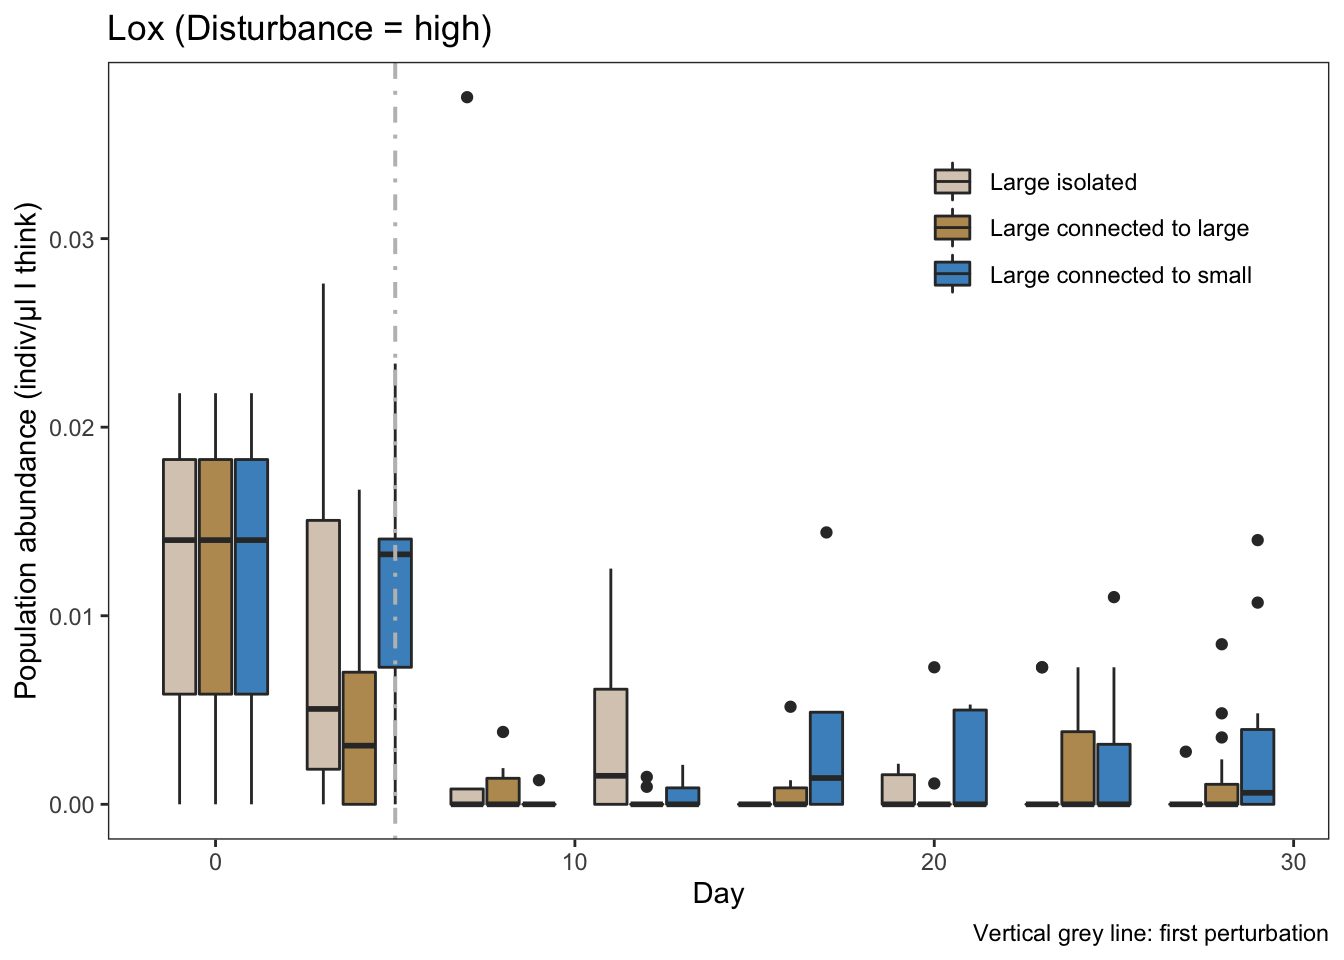 Lox (Disturbance = high)
Population abundance (indiv/µl I think)
0.03
0.02
0.01
0.00
Large isolated
Large connected to large
Large connected to small
0
10
20
30
Day
Vertical grey line: first perturbation